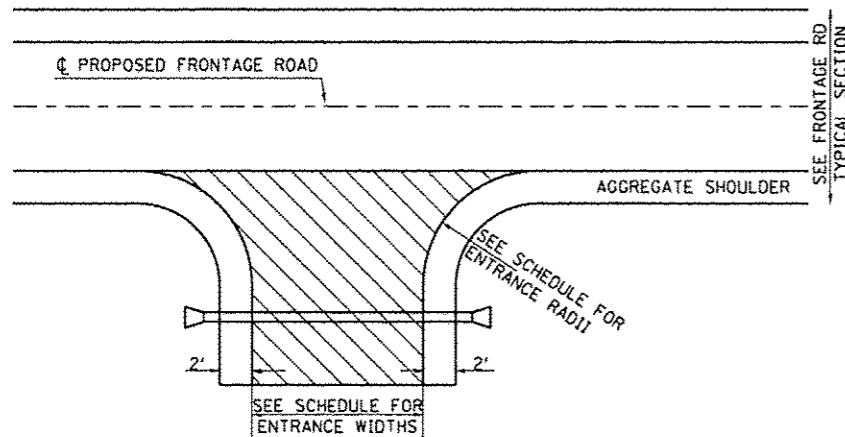 ℄ PROPOSED FRONTAGE ROAD
SEE FRONTAGE RD
TYPICAL SECTION
AGGREGATE SHOULDER
SEE SCHEDULE FOR
ENTRANCE RADII
2'
2'
SEE SCHEDULE FOR
ENTRANCE WIDTHS